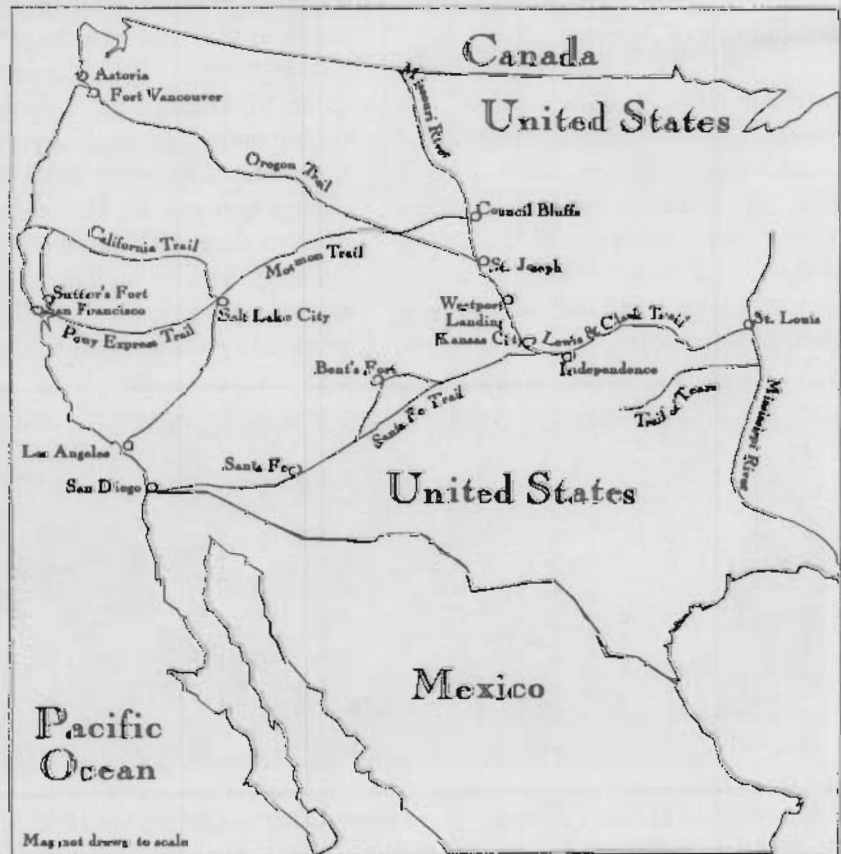 Canada
Astoria
Fort Vancouver
Missouri River
United States
Oregon Trail
Council Bluffs
California Trail
Mormon Trail
St. Joseph
Sutter's Fort
San Francisco
Salt Lake City
Westport
Landing
Lewis & Clark Trail
St. Louis
Pony Express Trail
Kansas City
Bent's Fort
Independence
Santa Fe Trail
Trail of Tears
Mississippi River
Los Angeles
Santa Fe
San Diego
United States
Mexico
Pacific
Ocean
Map not drawn to scale